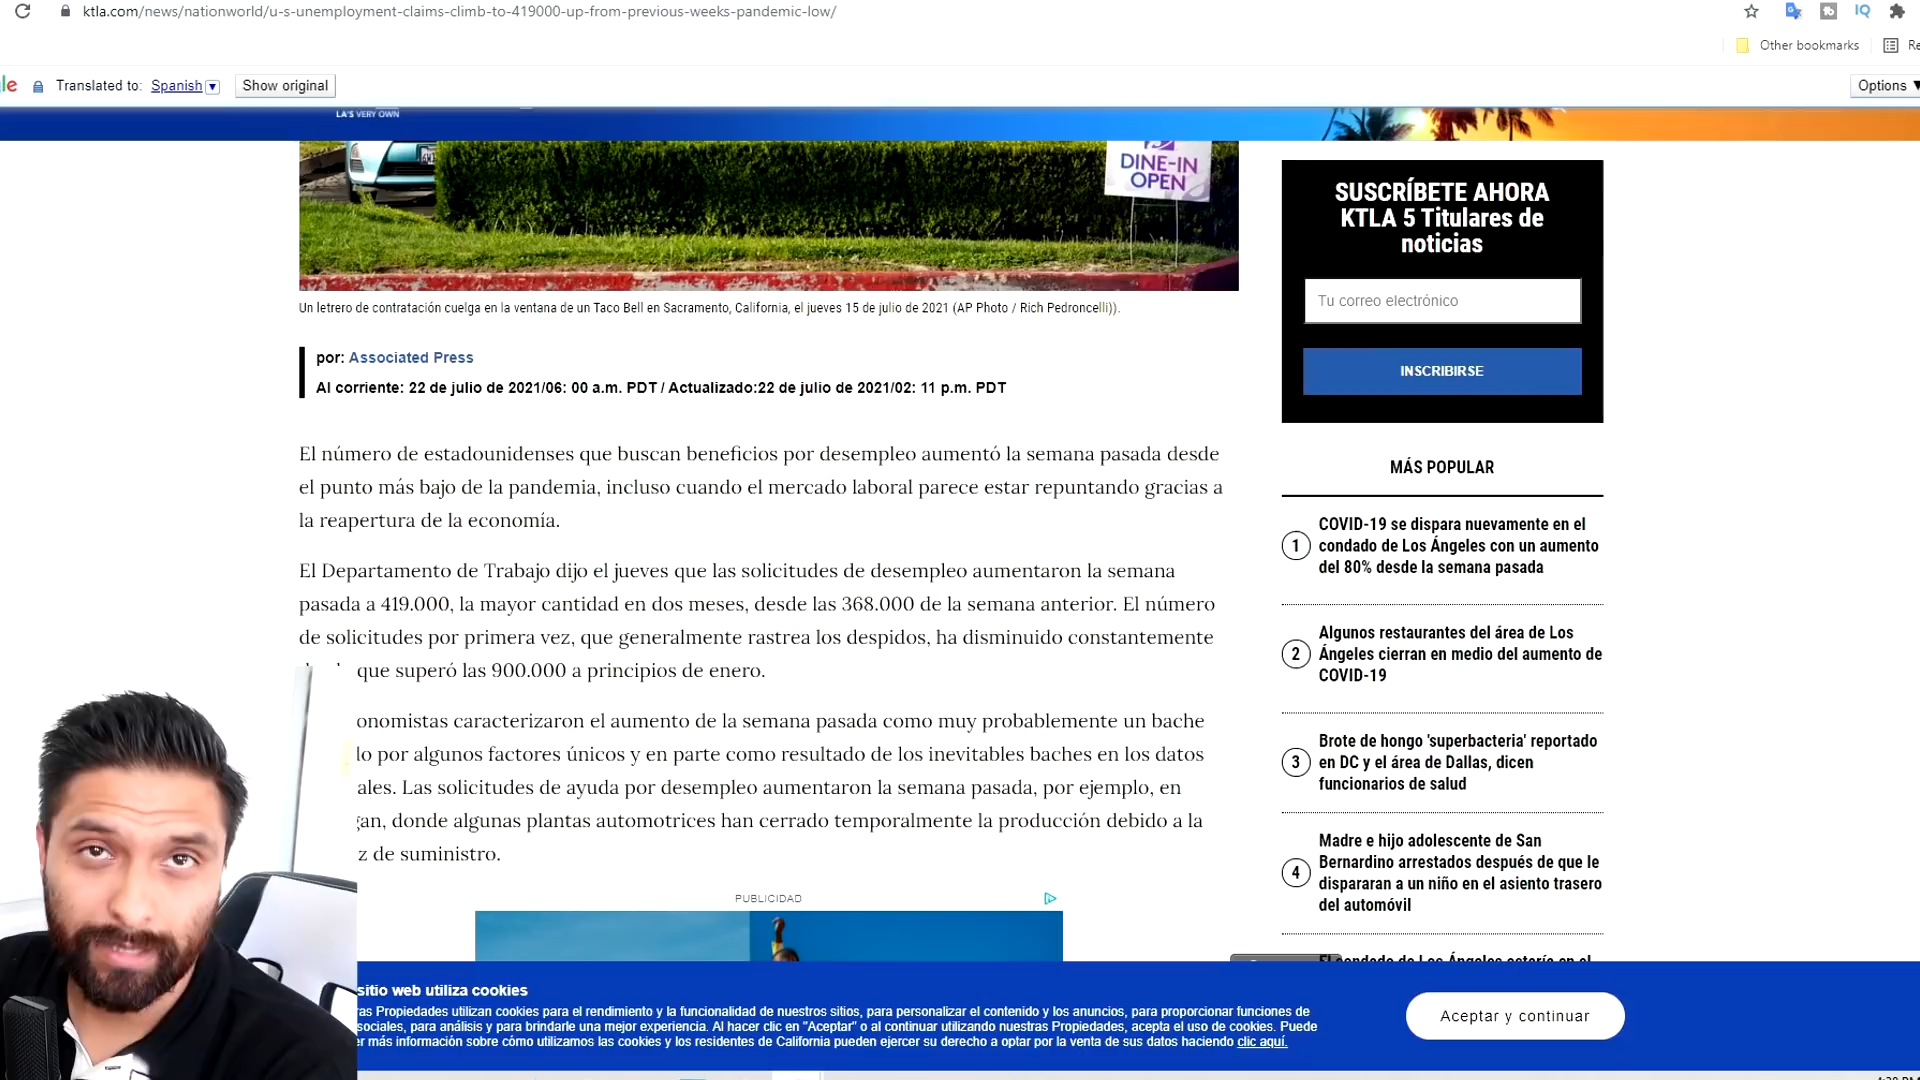 ktla.com/news/nationworld/u-s-unemployment-claims-climb-to-419000-up-from-previous-weeks-pandemic-low/
IQ
Other bookmarks
Re
le Translated to: Spanish Show original
Options
LA'S VERY OWN
DINE-IN
OPEN
Un letrero de contratación cuelga en la ventana de un Taco Bell en Sacramento, California, el jueves 15 de julio de 2021 (AP Photo / Rich Pedroncelli)).
por: Associated Press
Al corriente: 22 de julio de 2021/06: 00 a.m. PDT / Actualizado:22 de julio de 2021/02: 11 p.m. PDT
El número de estadounidenses que buscan beneficios por desempleo aumentó la semana pasada desde
el punto más bajo de la pandemia, incluso cuando el mercado laboral parece estar repuntando gracias a
la reapertura de la economía.
El Departamento de Trabajo dijo el jueves que las solicitudes de desempleo aumentaron la semana
pasada a 419.000, la mayor cantidad en dos meses, desde las 368.000 de la semana anterior. El número
de solicitudes por primera vez, que generalmente rastrea los despidos, ha disminuido constantemente
que superó las 900.000 a principios de enero.
onomistas caracterizaron el aumento de la semana pasada como muy probablemente un bache
lo por algunos factores únicos y en parte como resultado de los inevitables baches en los datos
ales. Las solicitudes de ayuda por desempleo aumentaron la semana pasada, por ejemplo, en
gan, donde algunas plantas automotrices han cerrado temporalmente la producción debido a la
z de suministro.
PUBLICIDAD
SUSCRÍBETE AHORA
KTLA 5 Titulares de
noticias
Tu correo electrónico
INSCRIBIRSE
MÁS POPULAR
1 COVID-19 se dispara nuevamente en el
condado de Los Ángeles con un aumento
del 80% desde la semana pasada
2 Algunos restaurantes del área de Los
Ángeles cierran en medio del aumento de
COVID-19
3 Brote de hongo 'superbacteria' reportado
en DC y el área de Dallas, dicen
funcionarios de salud
4 Madre e hijo adolescente de San
Bernardino arrestados después de que le
dispararan a un niño en el asiento trasero
del automóvil
sitio web utiliza cookies
ras Propiedades utilizan cookies para el rendimiento y la funcionalidad de nuestros sitios, para personalizar el contenido y los anuncios, para proporcionar funciones de
sociales, para análisis y para brindarle una mejor experiencia. Al hacer clic en "Aceptar" o al continuar utilizando nuestras Propiedades, acepta el uso de cookies. Puede
er más información sobre cómo utilizamos las cookies y los residentes de California pueden ejercer su derecho a optar por la venta de sus datos haciendo clic aquí.
Aceptar y continuar